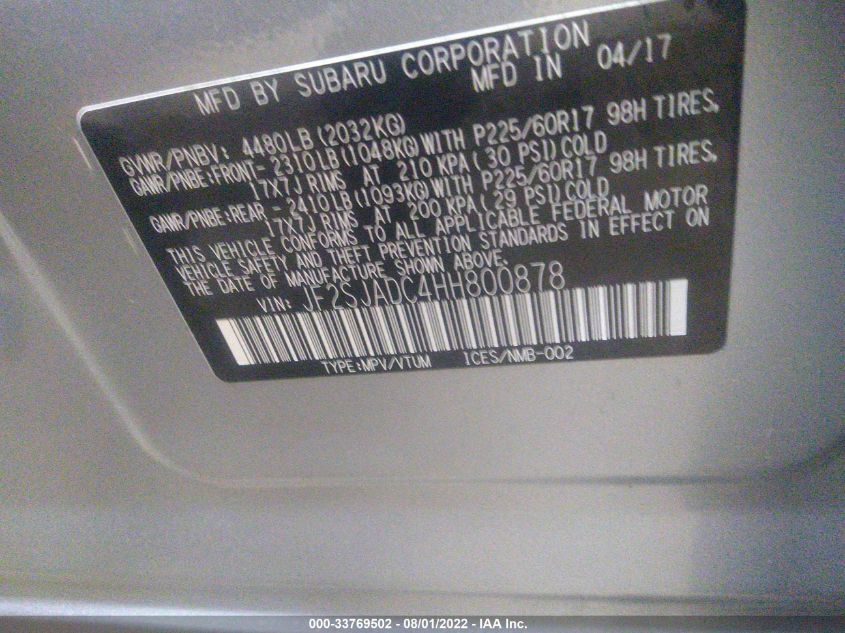 MFD BY SUBARU CORPORATION
MFD IN 04/17
GVWR/PNBV: 4480LB (2032KG)
GAWR/PNBE:FRONT- 2310LB (1048KG) WITH P225/60R17 98H TIRES,
17X7J RIMS AT 210 KPA( 30 PSI) COLD
GAWR/PNBE:REAR - 2410LB (1093KG) WITH P225/60R17 98H TIRES,
17X7J RIMS AT 200 KPA( 29 PSI) COLD
THIS VEHICLE CONFORMS TO ALL APPLICABLE FEDERAL MOTOR
VEHICLE SAFETY AND THEFT PREVENTION STANDARDS IN EFFECT ON
THE DATE OF MANUFACTURE SHOWN ABOVE.
VIN: JF2SJADC4HH800878
TYPE:MPV/VTUM ICES/NMB-002
000-33769502 - 08/01/2022 - IAA Inc.